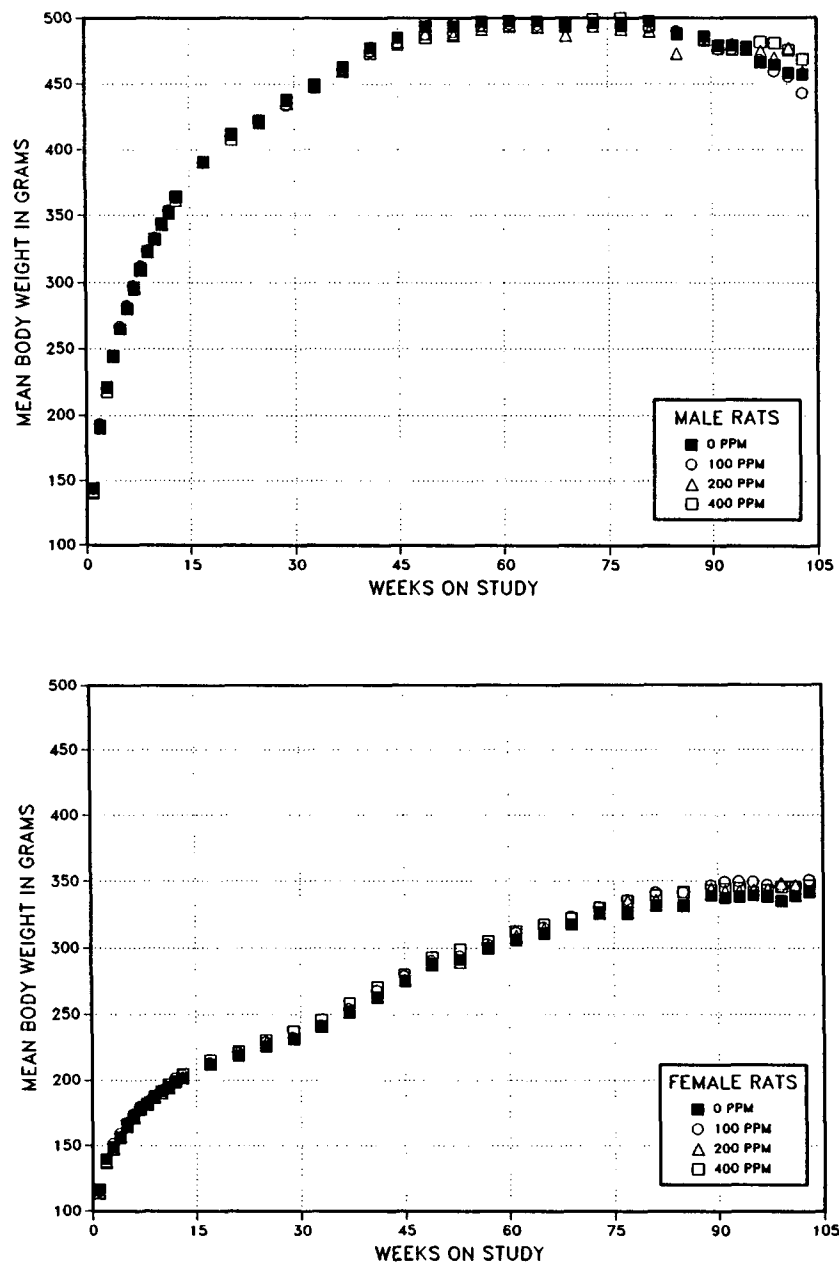 500
450
400
350
300
250
200
150
100
MEAN BODY WEIGHT IN GRAMS
MALE RATS
0 PPM
100 PPM
200 PPM
400 PPM
0 15 30 45 60 75 90 105
WEEKS ON STUDY
500
450
400
350
300
250
200
150
100
MEAN BODY WEIGHT IN GRAMS
FEMALE RATS
0 PPM
100 PPM
200 PPM
400 PPM
0 15 30 45 60 75 90 105
WEEKS ON STUDY